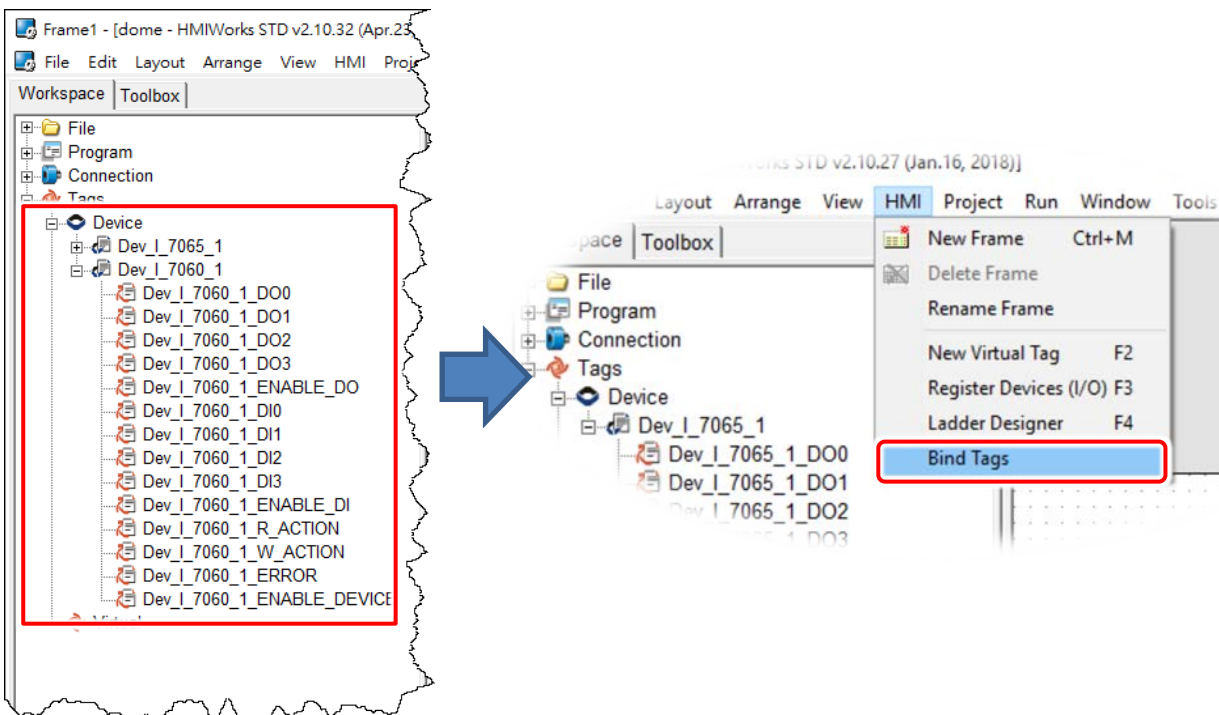 Frame1 - [dome - HMIWorks STD v2.10.32 (Apr.23
File Edit Layout Arrange View HMI Proje
Workspace Toolbox
File
Program
Connection
Tags
Device
Dev_I_7065_1
Dev_I_7060_1
Dev_I_7060_1_DO0
Dev_I_7060_1_DO1
Dev_I_7060_1_DO2
Dev_I_7060_1_DO3
Dev_I_7060_1_ENABLE_DO
Dev_I_7060_1_DI0
Dev_I_7060_1_DI1
Dev_I_7060_1_DI2
Dev_I_7060_1_DI3
Dev_I_7060_1_ENABLE_DI
Dev_I_7060_1_R_ACTION
Dev_I_7060_1_W_ACTION
Dev_I_7060_1_ERROR
Dev_I_7060_1_ENABLE_DEVICE
Virtual
STD v2.10.27 (Jan.16, 2018)]
Layout Arrange View HMI Project Run Window Tools
pace Toolbox
File
Program
Connection
Tags
Device
Dev_I_7065_1
Dev_I_7065_1_DO0
Dev_I_7065_1_DO1
Dev_I_7065_1_DO2
7065_1_DO3
New Frame Ctrl+M
Delete Frame
Rename Frame
New Virtual Tag F2
Register Devices (I/O) F3
Ladder Designer F4
Bind Tags